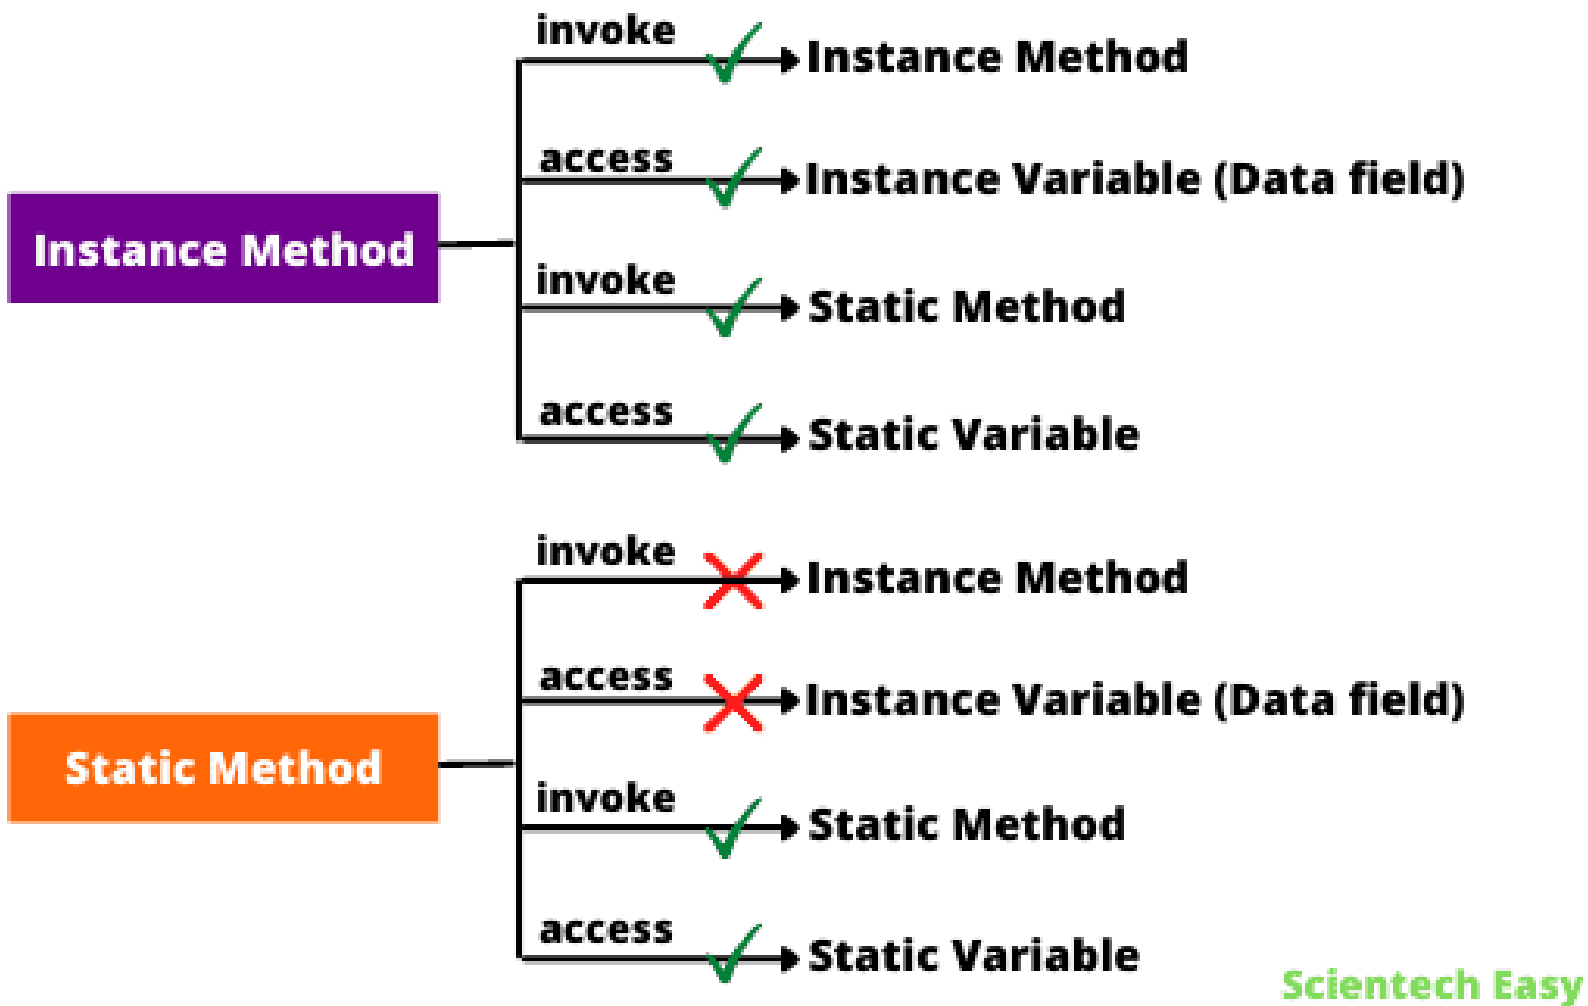 invoke
Instance Method
access
Instance Variable (Data field)
Instance Method
invoke
Static Method
access
Static Variable
invoke
Instance Method
access
Instance Variable (Data field)
Static Method
invoke
Static Method
access
Static Variable
Scientech Easy